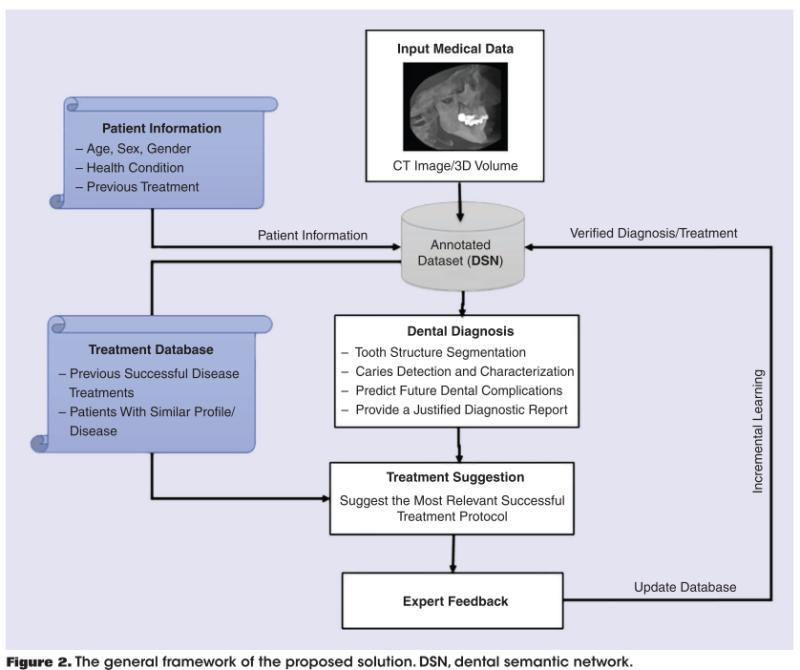 Input Medical Data
CT Image/3D Volume
Patient Information
– Age, Sex, Gender
– Health Condition
– Previous Treatment
Patient Information
Annotated
Dataset (DSN)
Verified Diagnosis/Treatment
Treatment Database
– Previous Successful Disease
Treatments
– Patients With Similar Profile/
Disease
Dental Diagnosis
– Tooth Structure Segmentation
– Caries Detection and Characterization
– Predict Future Dental Complications
– Provide a Justified Diagnostic Report
Incremental Learning
Treatment Suggestion
Suggest the Most Relevant Successful
Treatment Protocol
Expert Feedback
Update Database
Figure 2. The general framework of the proposed solution. DSN, dental semantic network.